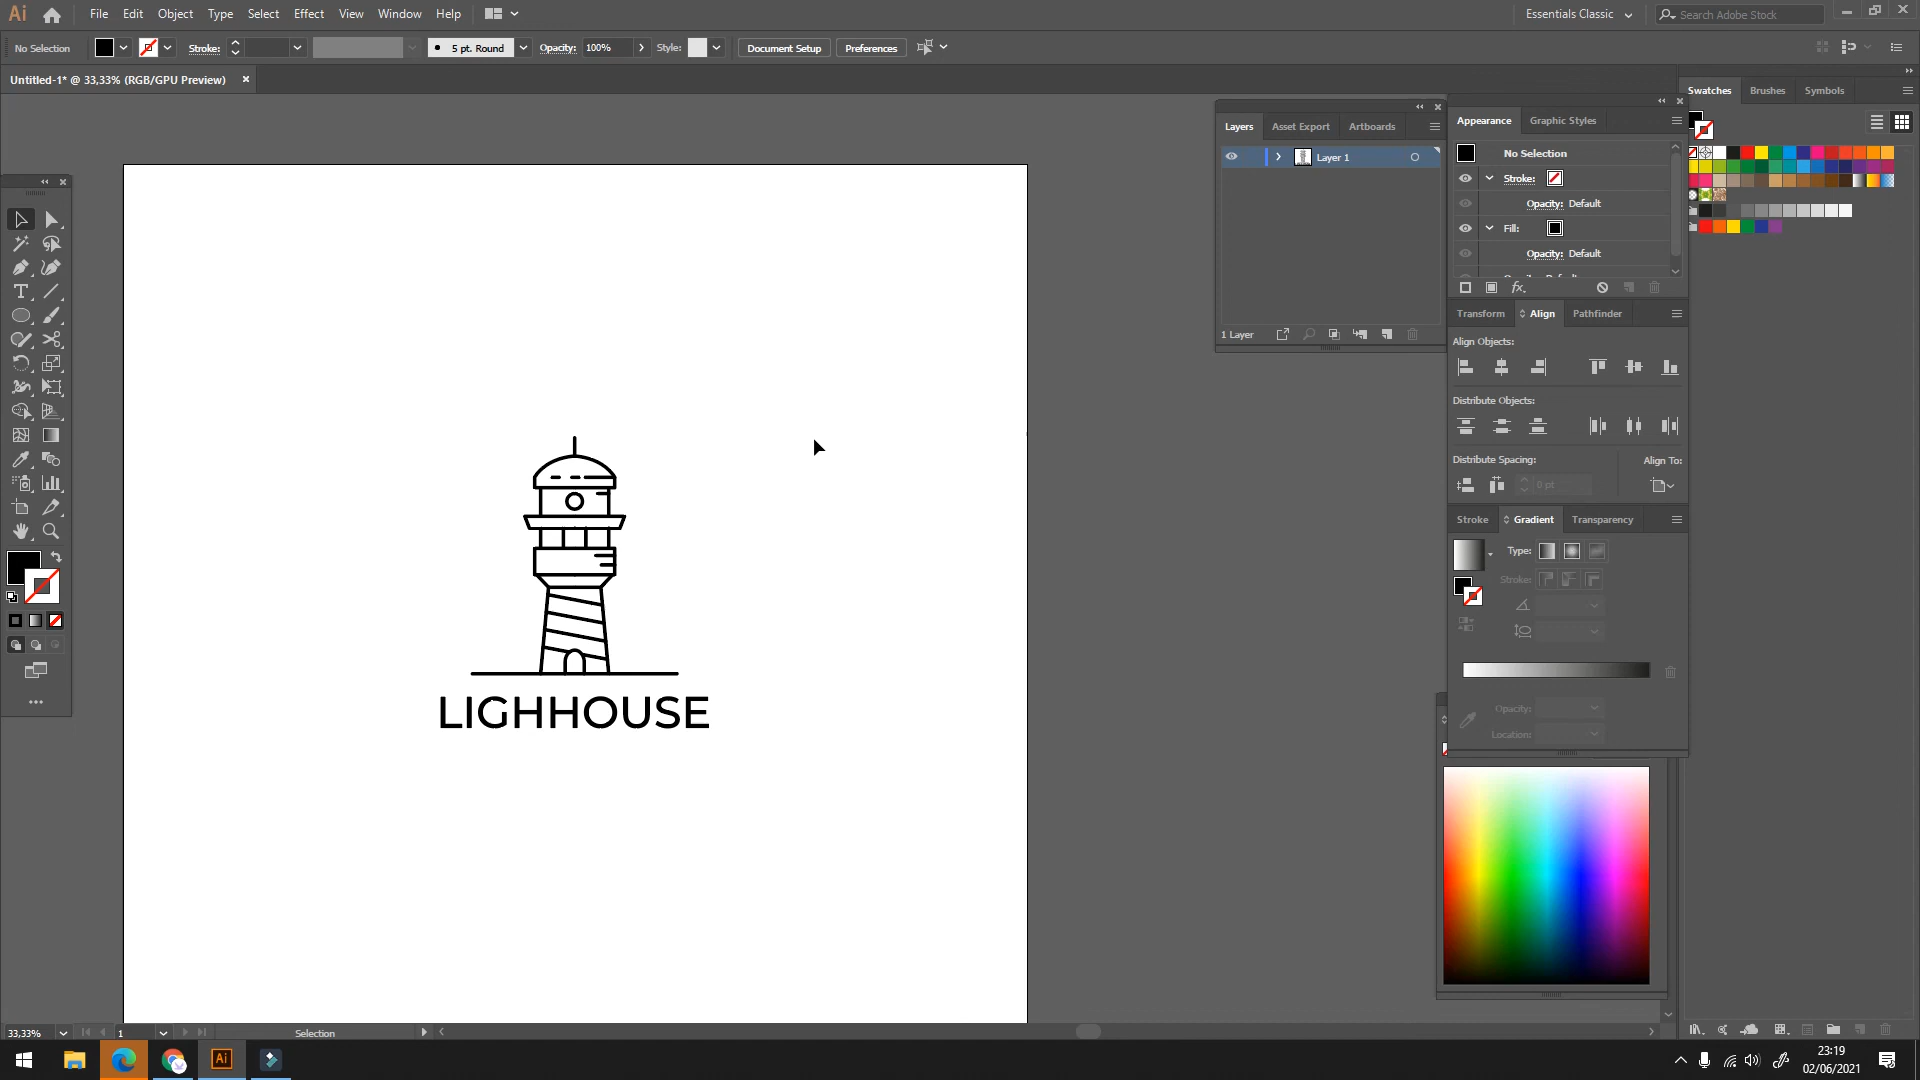 Ai File Edit Object Type Select Effect View Window Help Essentials Classic Search Adobe Stock
No Selection Stroke: 5 pt. Round Opacity: 100% Style: Document Setup Preferences
Untitled-1* @ 33,33% (RGB/GPU Preview)
Layers Asset Export Artboards
Layer 1
1 Layer
Appearance Graphic Styles
No Selection
Stroke:
Opacity: Default
Fill:
Opacity: Default
Transform Align Pathfinder
Align Objects:
Distribute Objects:
Distribute Spacing: Align To:
0 pt
Stroke Gradient Transparency
Type:
Stroke:
Opacity:
Location:
Swatches Brushes Symbols
LIGHHOUSE
33,33% 1 Selection
Ai
23:19
02/06/2021